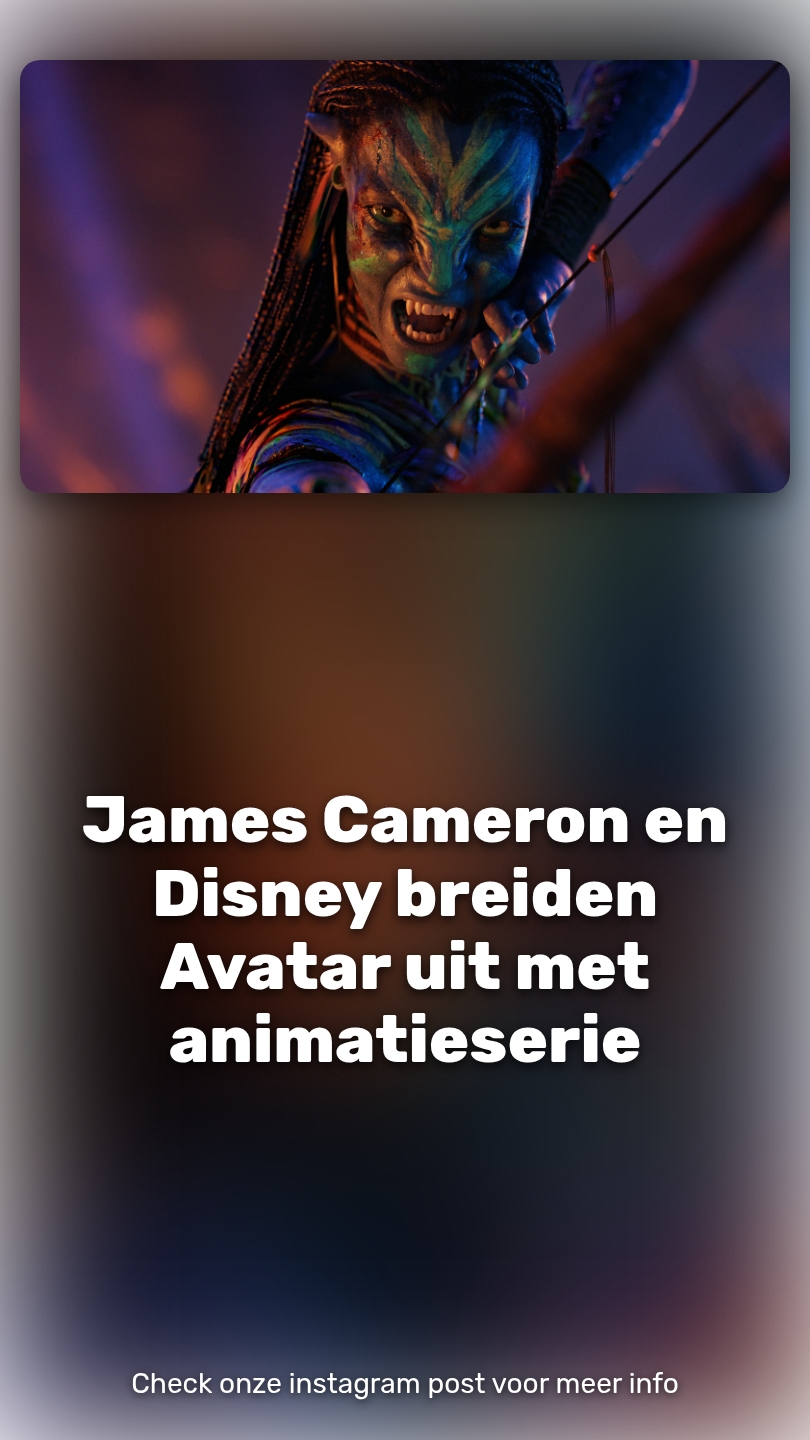 James Cameron en
Disney breiden
Avatar uit met
animatieserie
Check onze instagram post voor meer info